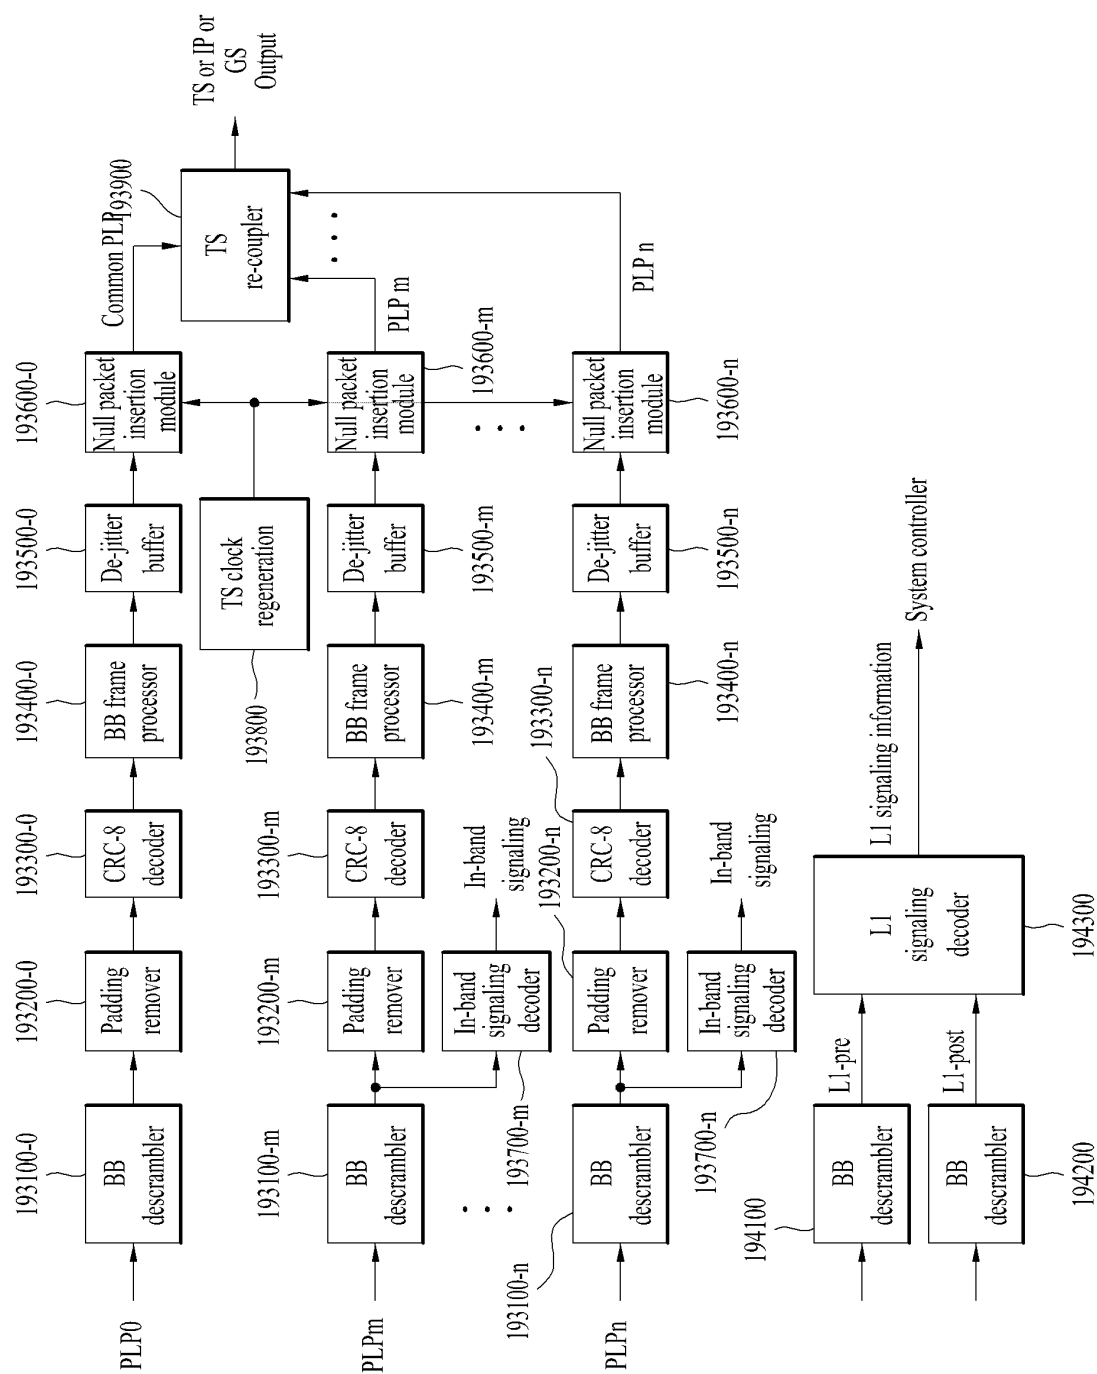 PLP0
193100-0
BB
descrambler
193200-0
Padding
remover
193300-0
CRC-8
decoder
193400-0
BB frame
processor
193500-0
De-jitter
buffer
193600-0
Null packet
insertion
module
Common PLP
193900
TS
re-coupler
TS or IP or
GS
Output
193800
TS clock
regeneration
PLPm
193100-m
BB
descrambler
193200-m
Padding
remover
193300-m
CRC-8
decoder
BB frame
processor
193400-m
De-jitter
buffer
193500-m
Null packet
insertion
module
193600-m
PLP m
193700-m
In-band
signaling
decoder
In-band
signaling
PLPn
193100-n
BB
descrambler
193200-n
Padding
remover
193300-n
CRC-8
decoder
BB frame
processor
193400-n
De-jitter
buffer
193500-n
Null packet
insertion
module
193600-n
PLP n
193700-n
In-band
signaling
decoder
In-band
signaling
194100
BB
descrambler
L1-pre
BB
descrambler
194200
L1-post
L1
signaling
decoder
194300
L1 signaling information
System controller